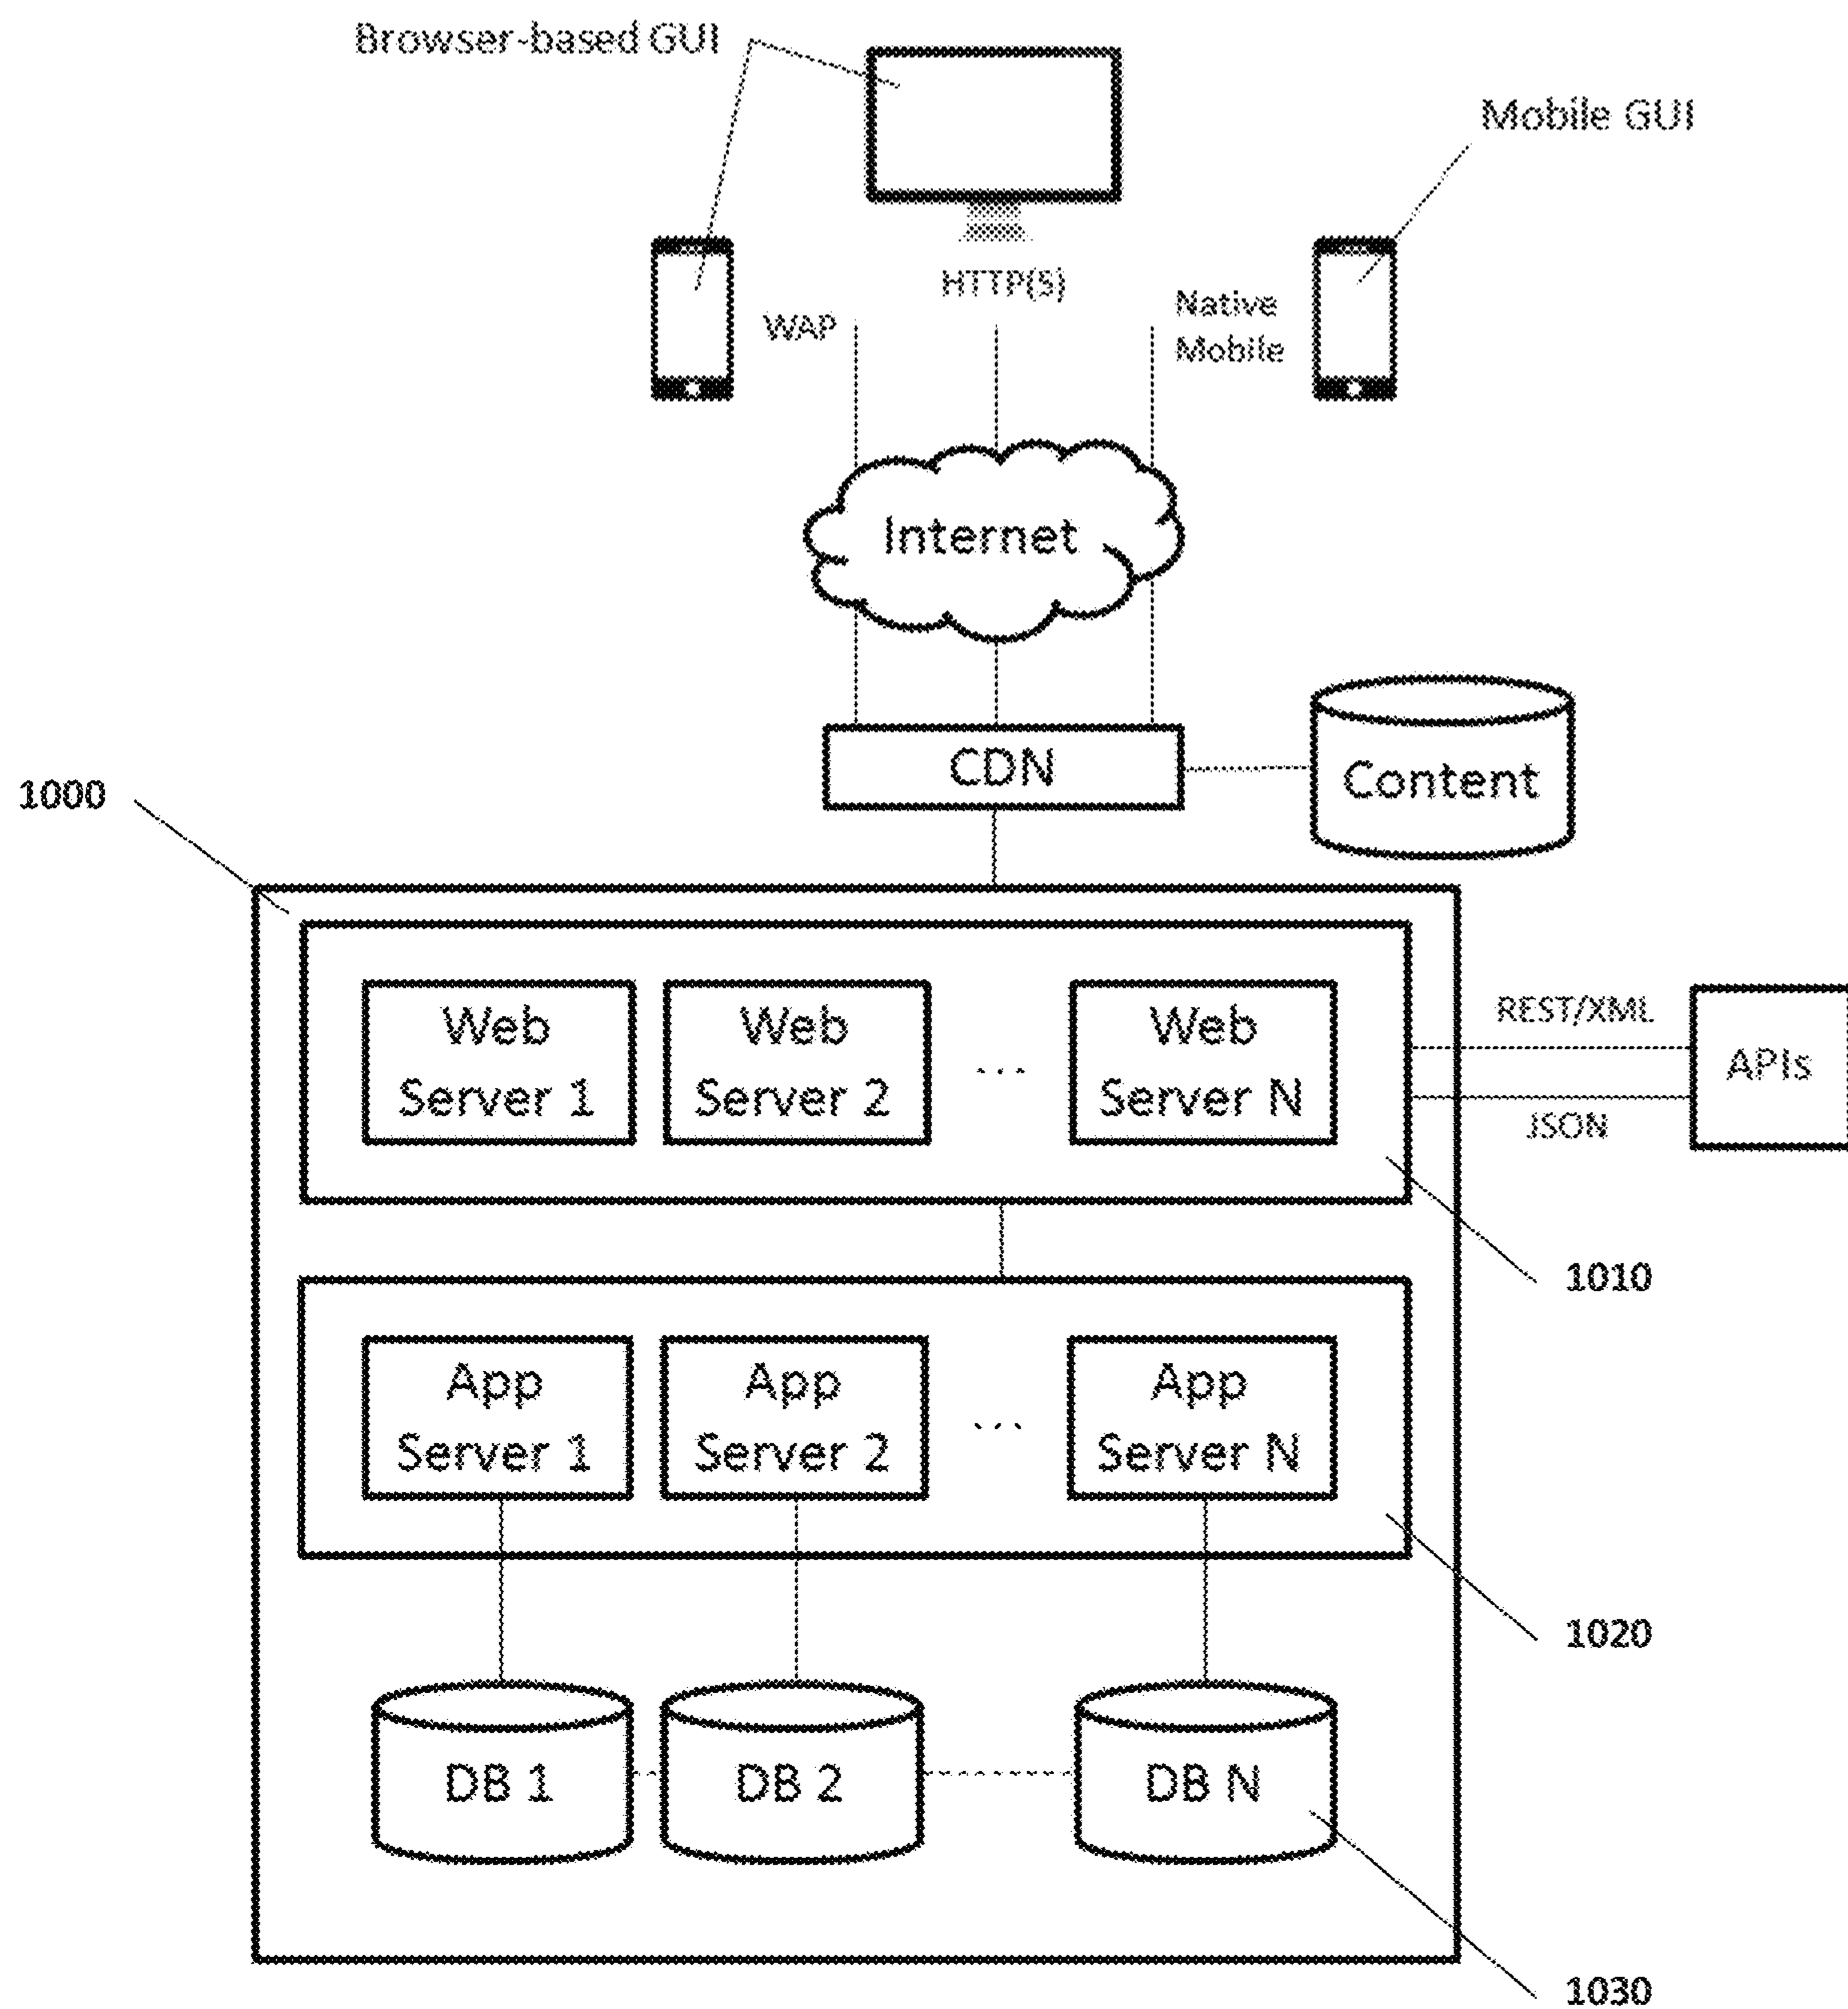 Browser-based GUI
Mobile GUI
HTTP(S)
WAP
Native
Mobile
Internet
CDN
Content
1000
Web
Server 1
Web
Server 2
...
Web
Server N
REST/XML
JSON
APIs
1010
App
Server 1
App
Server 2
...
App
Server N
1020
DB 1
DB 2
DB N
1030